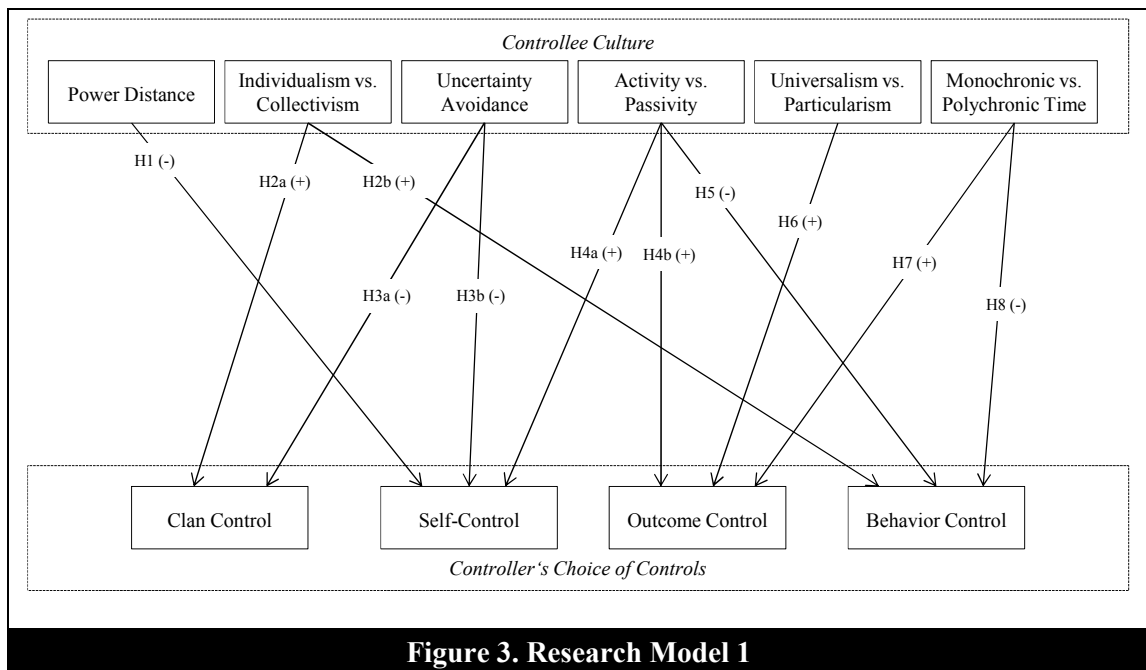 Controllee Culture
Power Distance
Individualism vs.
Collectivism
Uncertainty
Avoidance
Activity vs.
Passivity
Universalism vs.
Particularism
Monochronic vs.
Polychronic Time
H1 (-)
H2a (+)
H2b (+)
H3a (-)
H3b (-)
H4a (+)
H4b (+)
H5 (-)
H6 (+)
H7 (+)
H8 (-)
Clan Control
Self-Control
Outcome Control
Behavior Control
Controller‘s Choice of Controls
Figure 3. Research Model 1